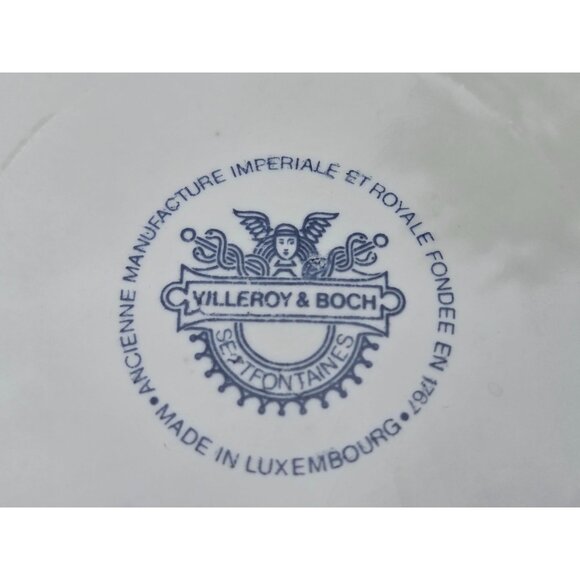 ANCIENNE MANUFACTURE IMPERIALE ET ROYALE FONDEE EN 1767
VILLEROY & BOCH
SEPTFONTAINES
• MADE IN LUXEMBOURG •